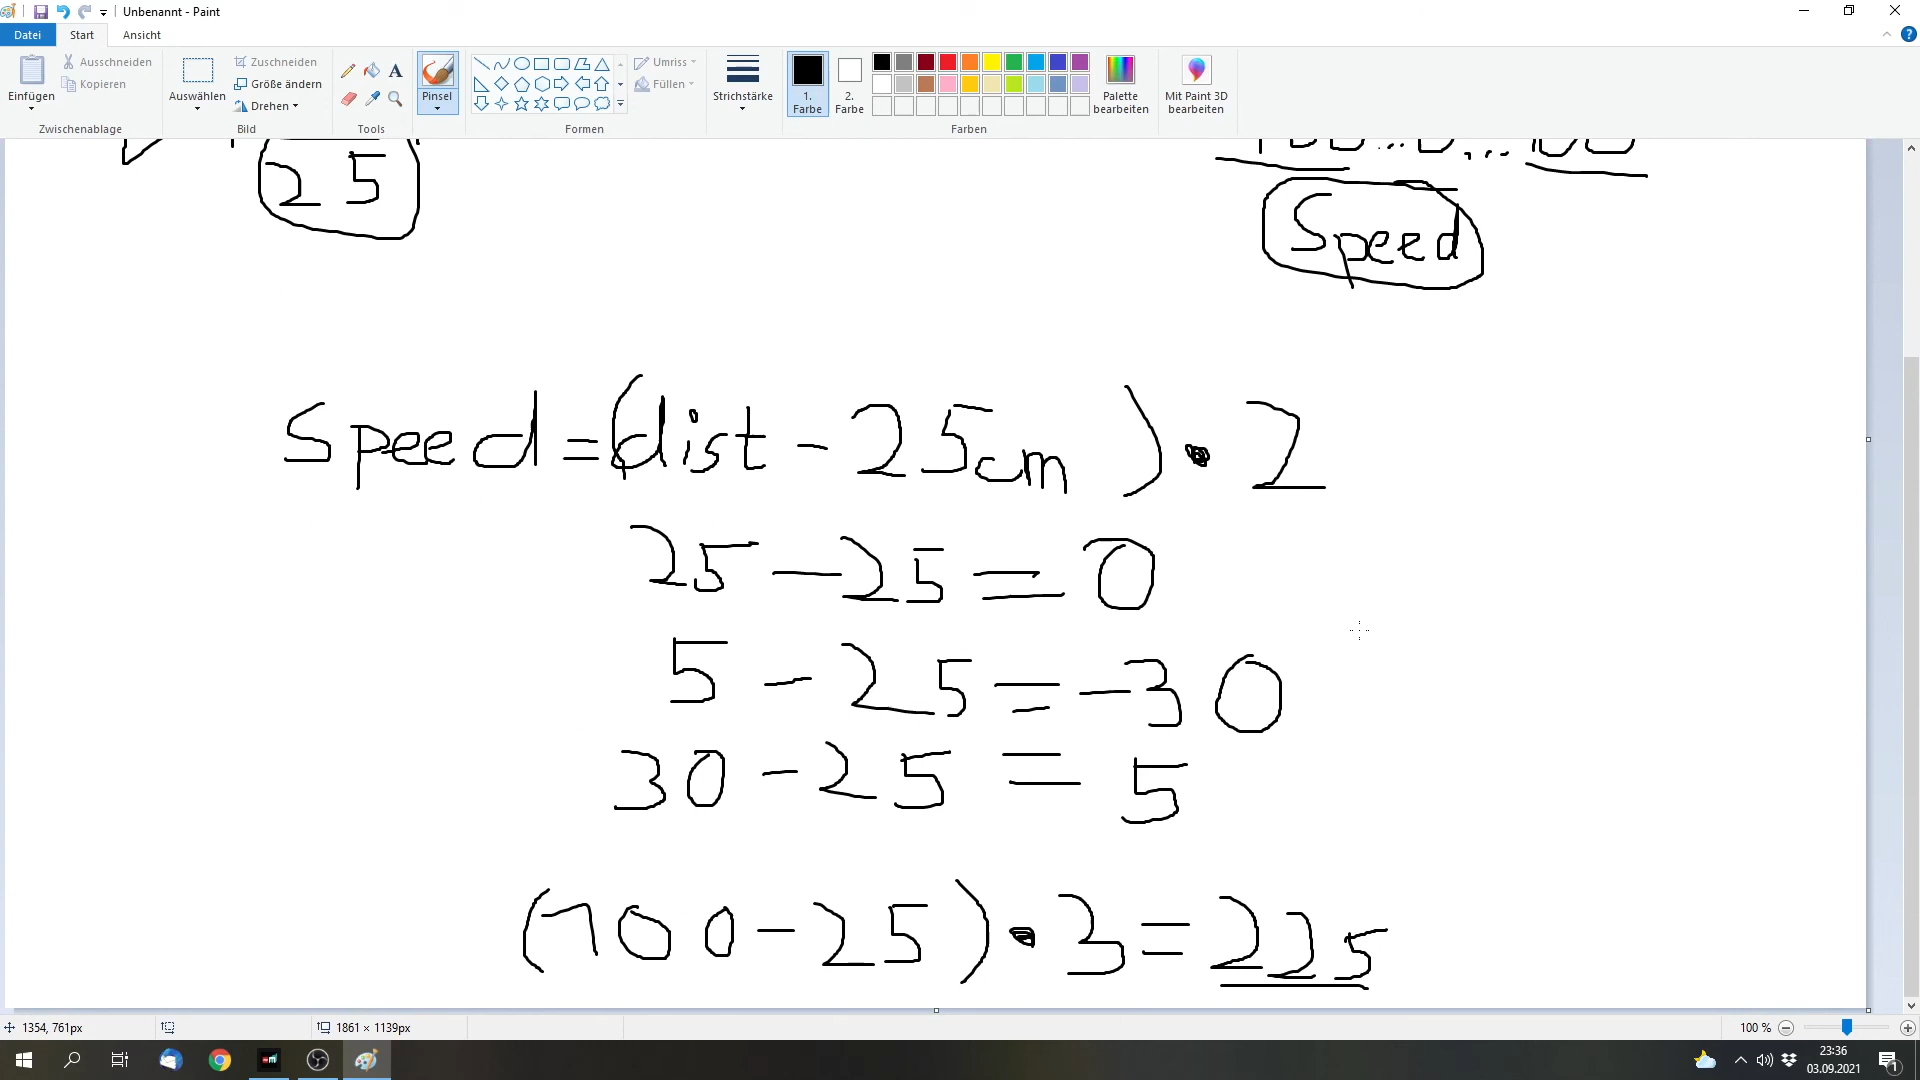 Unbenannt - Paint
Datei Start Ansicht
Einfügen
Ausschneiden
Kopieren
Zwischenablage
Auswählen
Zuschneiden
Größe ändern
Drehen
Bild
A
Tools
Pinsel
Formen
Umriss
Füllen
Strichstärke
1. Farbe
2. Farbe
Farben
Palette bearbeiten
Mit Paint 3D bearbeiten
25
Speed
Speed = (dist - 25cm) • 2
25 - 25 = 0
5 - 25 = - 30
30 - 25 = 5
(100 - 25) • 3 = 225
1354, 761px
1861 × 1139px
100 %
23:36
03.09.2021